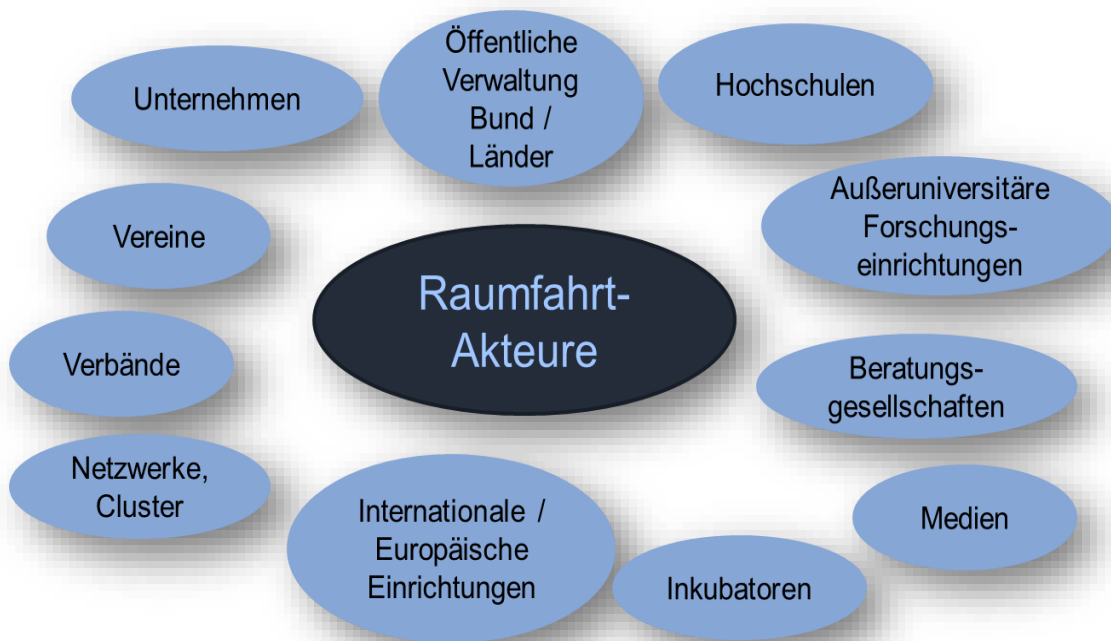 Unternehmen
Öffentliche
Verwaltung
Bund /
Länder
Hochschulen
Außeruniversitäre
Forschungs-
einrichtungen
Vereine
Raumfahrt-
Akteure
Verbände
Beratungs-
gesellschaften
Netzwerke,
Cluster
Internationale /
Europäische
Einrichtungen
Medien
Inkubatoren